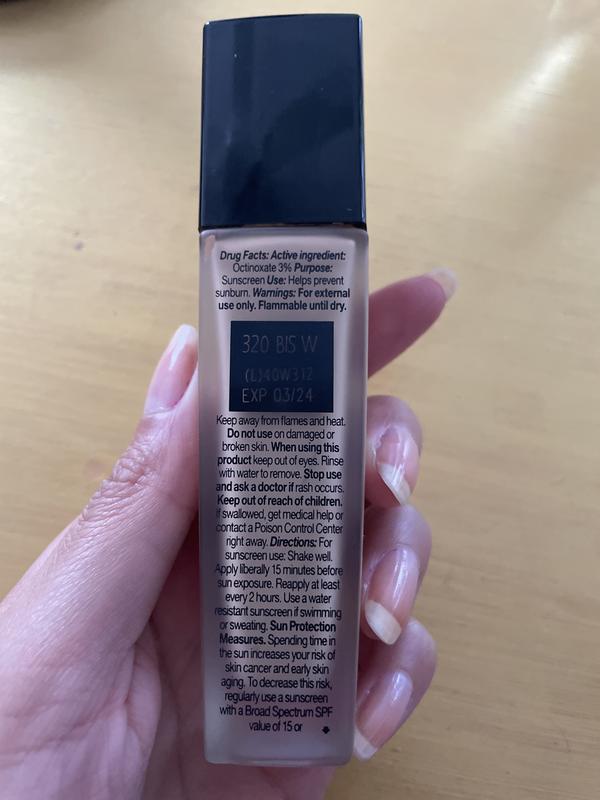 Drug Facts: Active ingredient:
Octinoxate 3% Purpose:
Sunscreen Use: Helps prevent
sunburn. Warnings: For external
use only. Flammable until dry.
320 BIS W
(L)40W312
EXP 03/24
Keep away from flames and heat.
Do not use on damaged or
broken skin. When using this
product keep out of eyes. Rinse
with water to remove. Stop use
and ask a doctor if rash occurs.
Keep out of reach of children.
If swallowed, get medical help or
contact a Poison Control Center
right away. Directions: For
sunscreen use: Shake well.
Apply liberally 15 minutes before
sun exposure. Reapply at least
every 2 hours. Use a water
resistant sunscreen if swimming
or sweating. Sun Protection
Measures. Spending time in
the sun increases your risk of
skin cancer and early skin
aging. To decrease this risk,
regularly use a sunscreen
with a Broad Spectrum SPF
value of 15 or